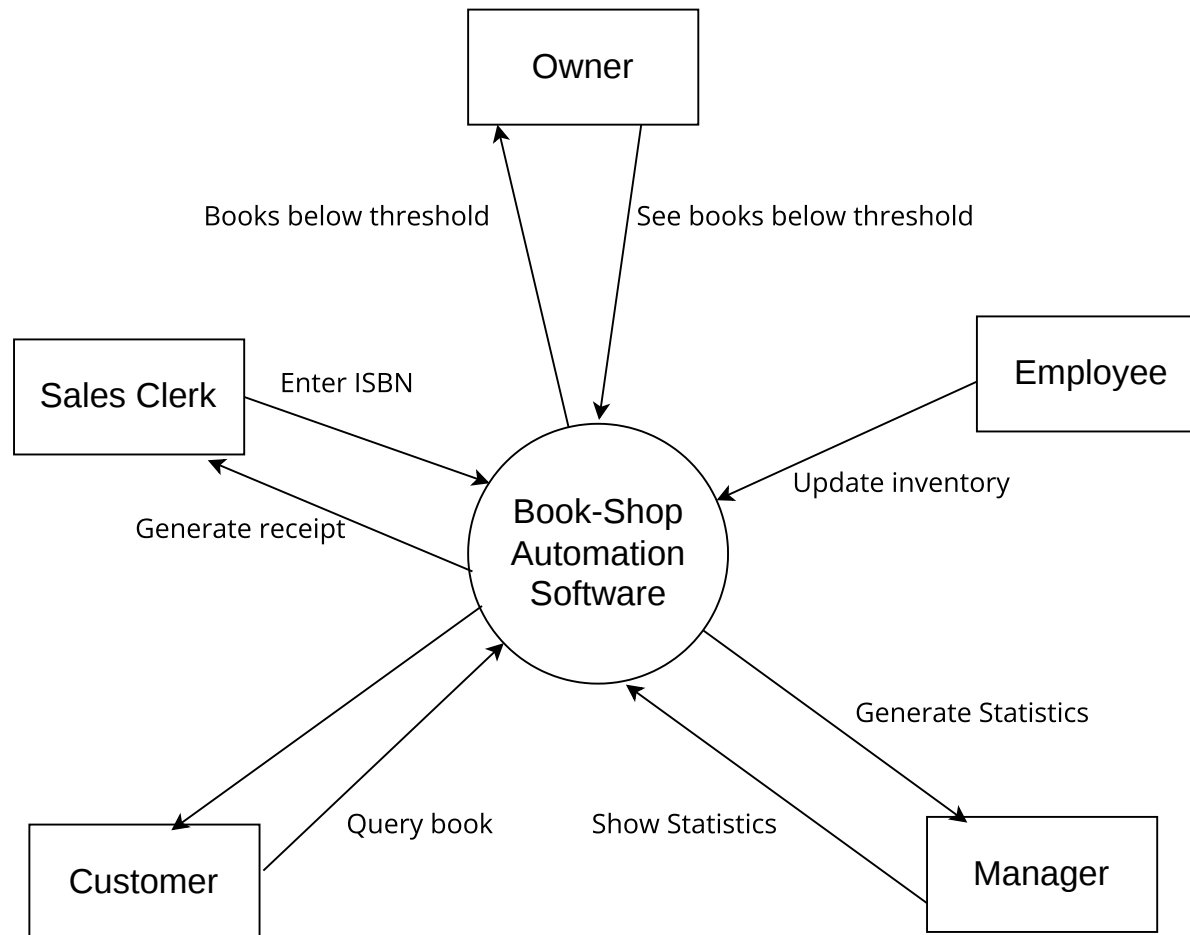 Owner
Books below threshold
See books below threshold
Sales Clerk
Enter ISBN
Employee
Update inventory
Generate receipt
Book-Shop
Automation
Software
Generate Statistics
Query book
Show Statistics
Customer
Manager